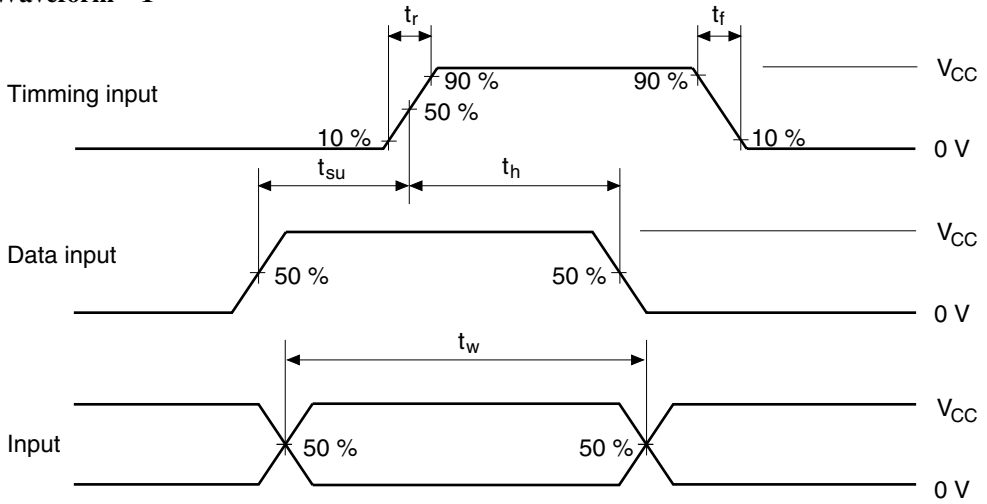 Waveform – 1
tr
tf
Timming input
90 %
90 %
VCC
50 %
10 %
10 %
0 V
tsu
th
VCC
Data input
50 %
50 %
0 V
tw
VCC
Input
50 %
50 %
0 V